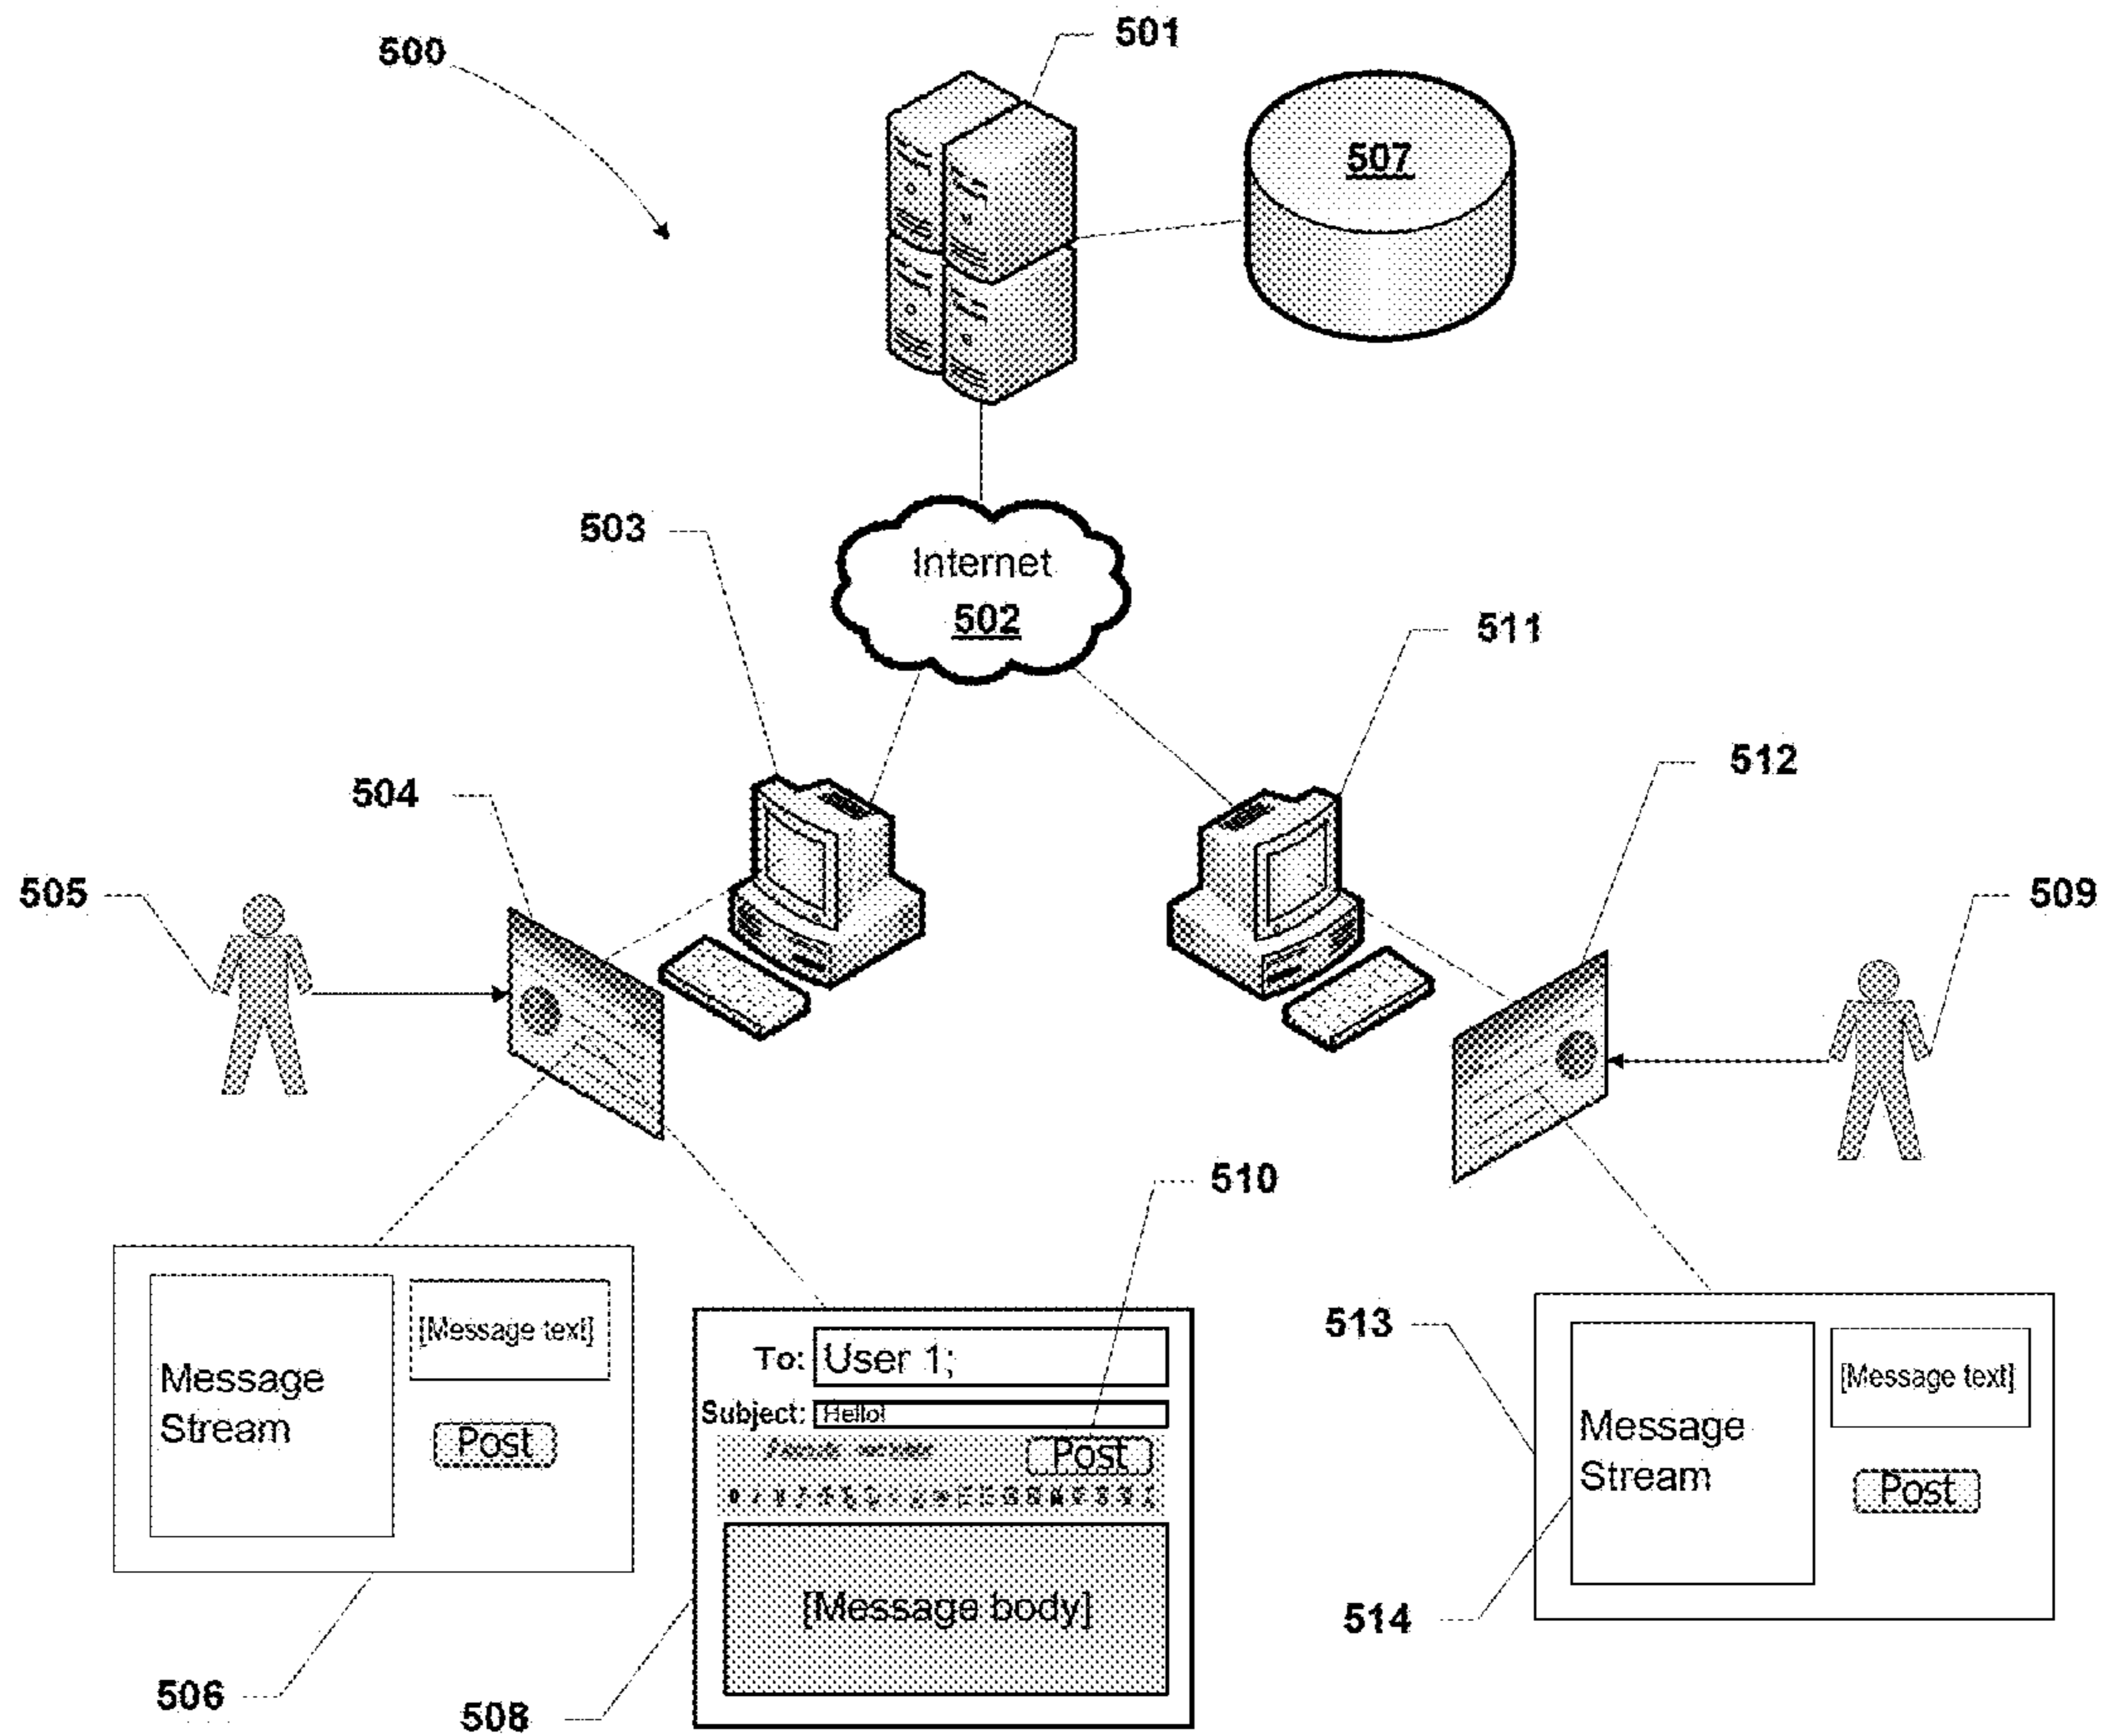 500
501
507
503
Internet
502
511
504
512
505
509
510
Message
Stream
[Message text]
Post
506
To: User 1;
Subject: Hello!
Post
[Message body]
508
513
Message
Stream
[Message text]
Post
514